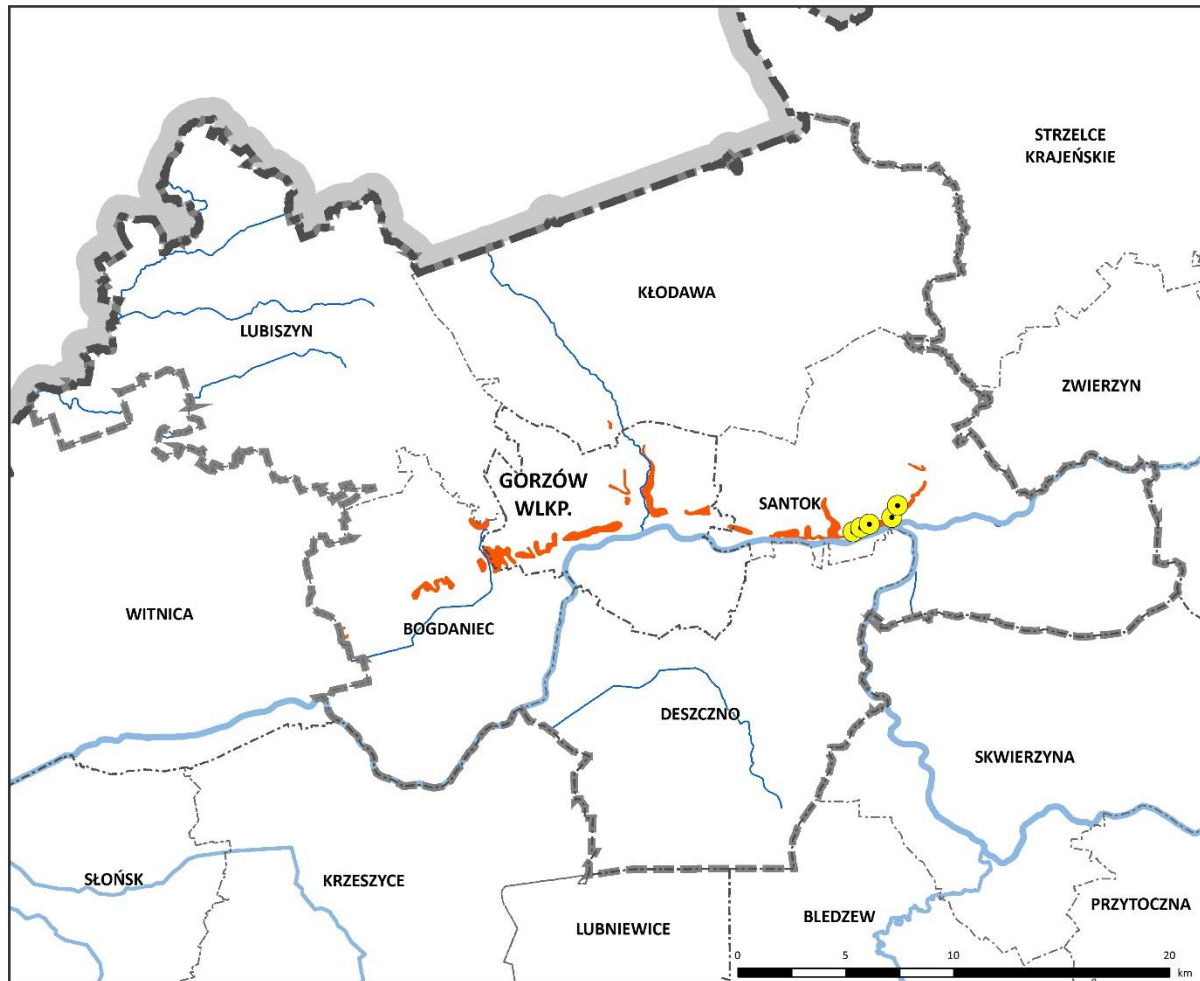 STRZELCE
KRAJEŃSKIE
KŁODAWA
LUBISZYN
ZWIERZYN
GORZÓW
WLKP.
SANTOK
WITNICA
BOGDANIEC
DESZCZNO
SKWIERZYNA
SŁOŃSK
KRZESZYCE
PRZYTOCZNA
BLEDZEW
LUBNIEWICE
0 5 10 20
km